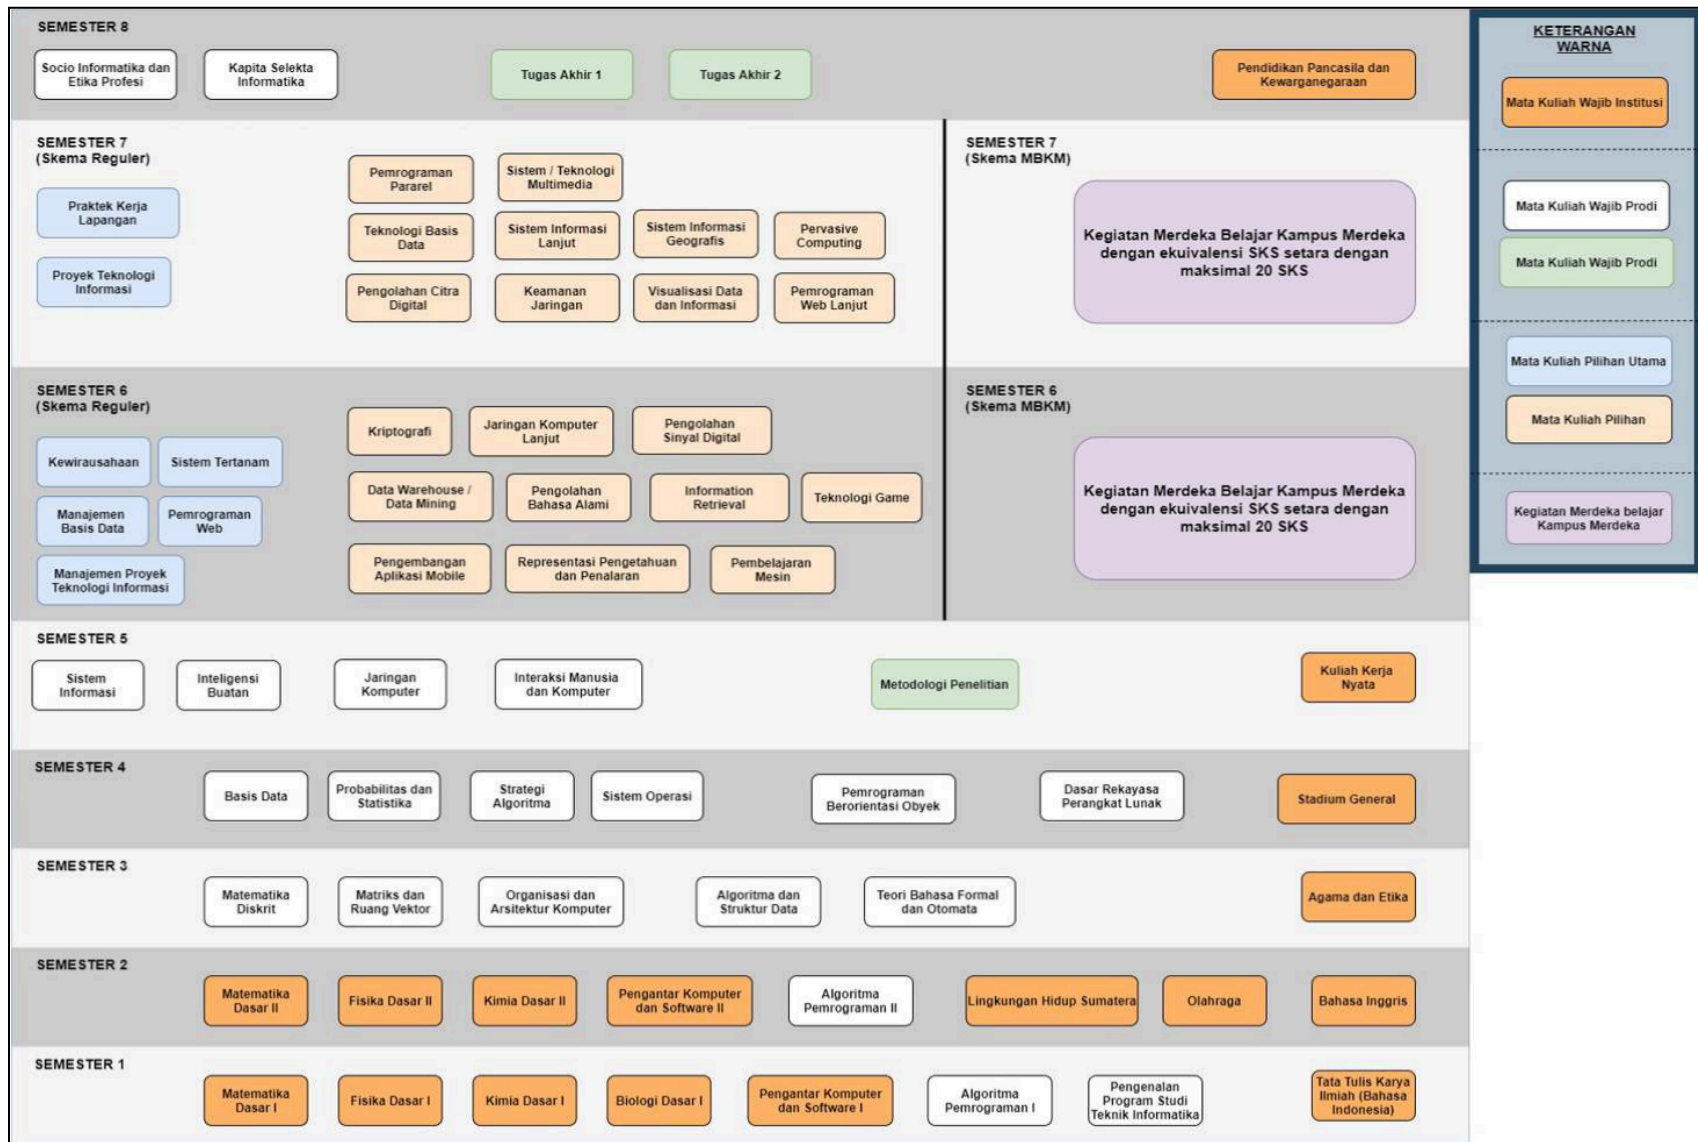 SEMESTER 8
Socio Informatika dan
Etika Profesi
Kapita Selekta
Informatika
Tugas Akhir 1
Tugas Akhir 2
Pendidikan Pancasila dan
Kewarganegaraan
SEMESTER 7
(Skema Reguler)
Praktek Kerja
Lapangan
Proyek Teknologi
Informasi
Pemrograman
Pararel
Sistem / Teknologi
Multimedia
Teknologi Basis
Data
Sistem Informasi
Lanjut
Sistem Informasi
Geografis
Pervasive
Computing
Pengolahan Citra
Digital
Keamanan
Jaringan
Visualisasi Data
dan Informasi
Pemrograman
Web Lanjut
SEMESTER 7
(Skema MBKM)
Kegiatan Merdeka Belajar Kampus Merdeka
dengan ekuivalensi SKS setara dengan
maksimal 20 SKS
SEMESTER 6
(Skema Reguler)
Kewirausahaan
Sistem Tertanam
Manajemen
Basis Data
Pemrograman
Web
Manajemen Proyek
Teknologi Informasi
Kriptografi
Jaringan Komputer
Lanjut
Pengolahan
Sinyal Digital
Data Warehouse /
Data Mining
Pengolahan
Bahasa Alami
Information
Retrieval
Teknologi Game
Pengembangan
Aplikasi Mobile
Representasi Pengetahuan
dan Penalaran
Pembelajaran
Mesin
SEMESTER 6
(Skema MBKM)
Kegiatan Merdeka Belajar Kampus Merdeka
dengan ekuivalensi SKS setara dengan
maksimal 20 SKS
SEMESTER 5
Sistem
Informasi
Inteligensi
Buatan
Jaringan
Komputer
Interaksi Manusia
dan Komputer
Metodologi Penelitian
Kuliah Kerja
Nyata
SEMESTER 4
Basis Data
Probabilitas dan
Statistika
Strategi
Algoritma
Sistem Operasi
Pemrograman
Berorientasi Obyek
Dasar Rekayasa
Perangkat Lunak
Stadium General
SEMESTER 3
Matematika
Diskrit
Matriks dan
Ruang Vektor
Organisasi dan
Arsitektur Komputer
Algoritma dan
Struktur Data
Teori Bahasa Formal
dan Otomata
Agama dan Etika
SEMESTER 2
Matematika
Dasar II
Fisika Dasar II
Kimia Dasar II
Pengantar Komputer
dan Software II
Algoritma
Pemrograman II
Lingkungan Hidup Sumatera
Olahraga
Bahasa Inggris
SEMESTER 1
Matematika
Dasar I
Fisika Dasar I
Kimia Dasar I
Biologi Dasar I
Pengantar Komputer
dan Software I
Algoritma
Pemrograman I
Pengenalan
Program Studi
Teknik Informatika
Tata Tulis Karya
Ilmiah (Bahasa
Indonesia)
KETERANGAN
WARNA
Mata Kuliah Wajib Institusi
Mata Kuliah Wajib Prodi
Mata Kuliah Wajib Prodi
Mata Kuliah Pilihan Utama
Mata Kuliah Pilihan
Kegiatan Merdeka belajar
Kampus Merdeka